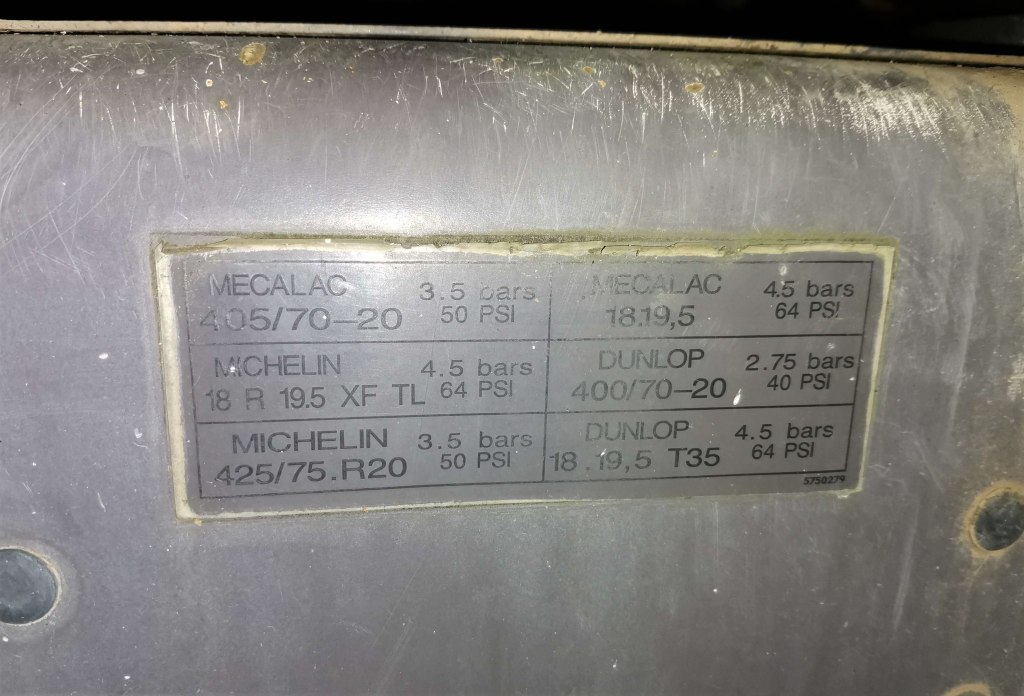 MECALAC 3.5 bars
405/70-20 50 PSI
MECALAC 4.5 bars
18.19,5 64 PSI
MICHELIN 4.5 bars
18 R 19.5 XF TL 64 PSI
DUNLOP 2.75 bars
400/70-20 40 PSI
MICHELIN 3.5 bars
425/75.R20 50 PSI
DUNLOP 4.5 bars
18.19,5 T35 64 PSI
5750279